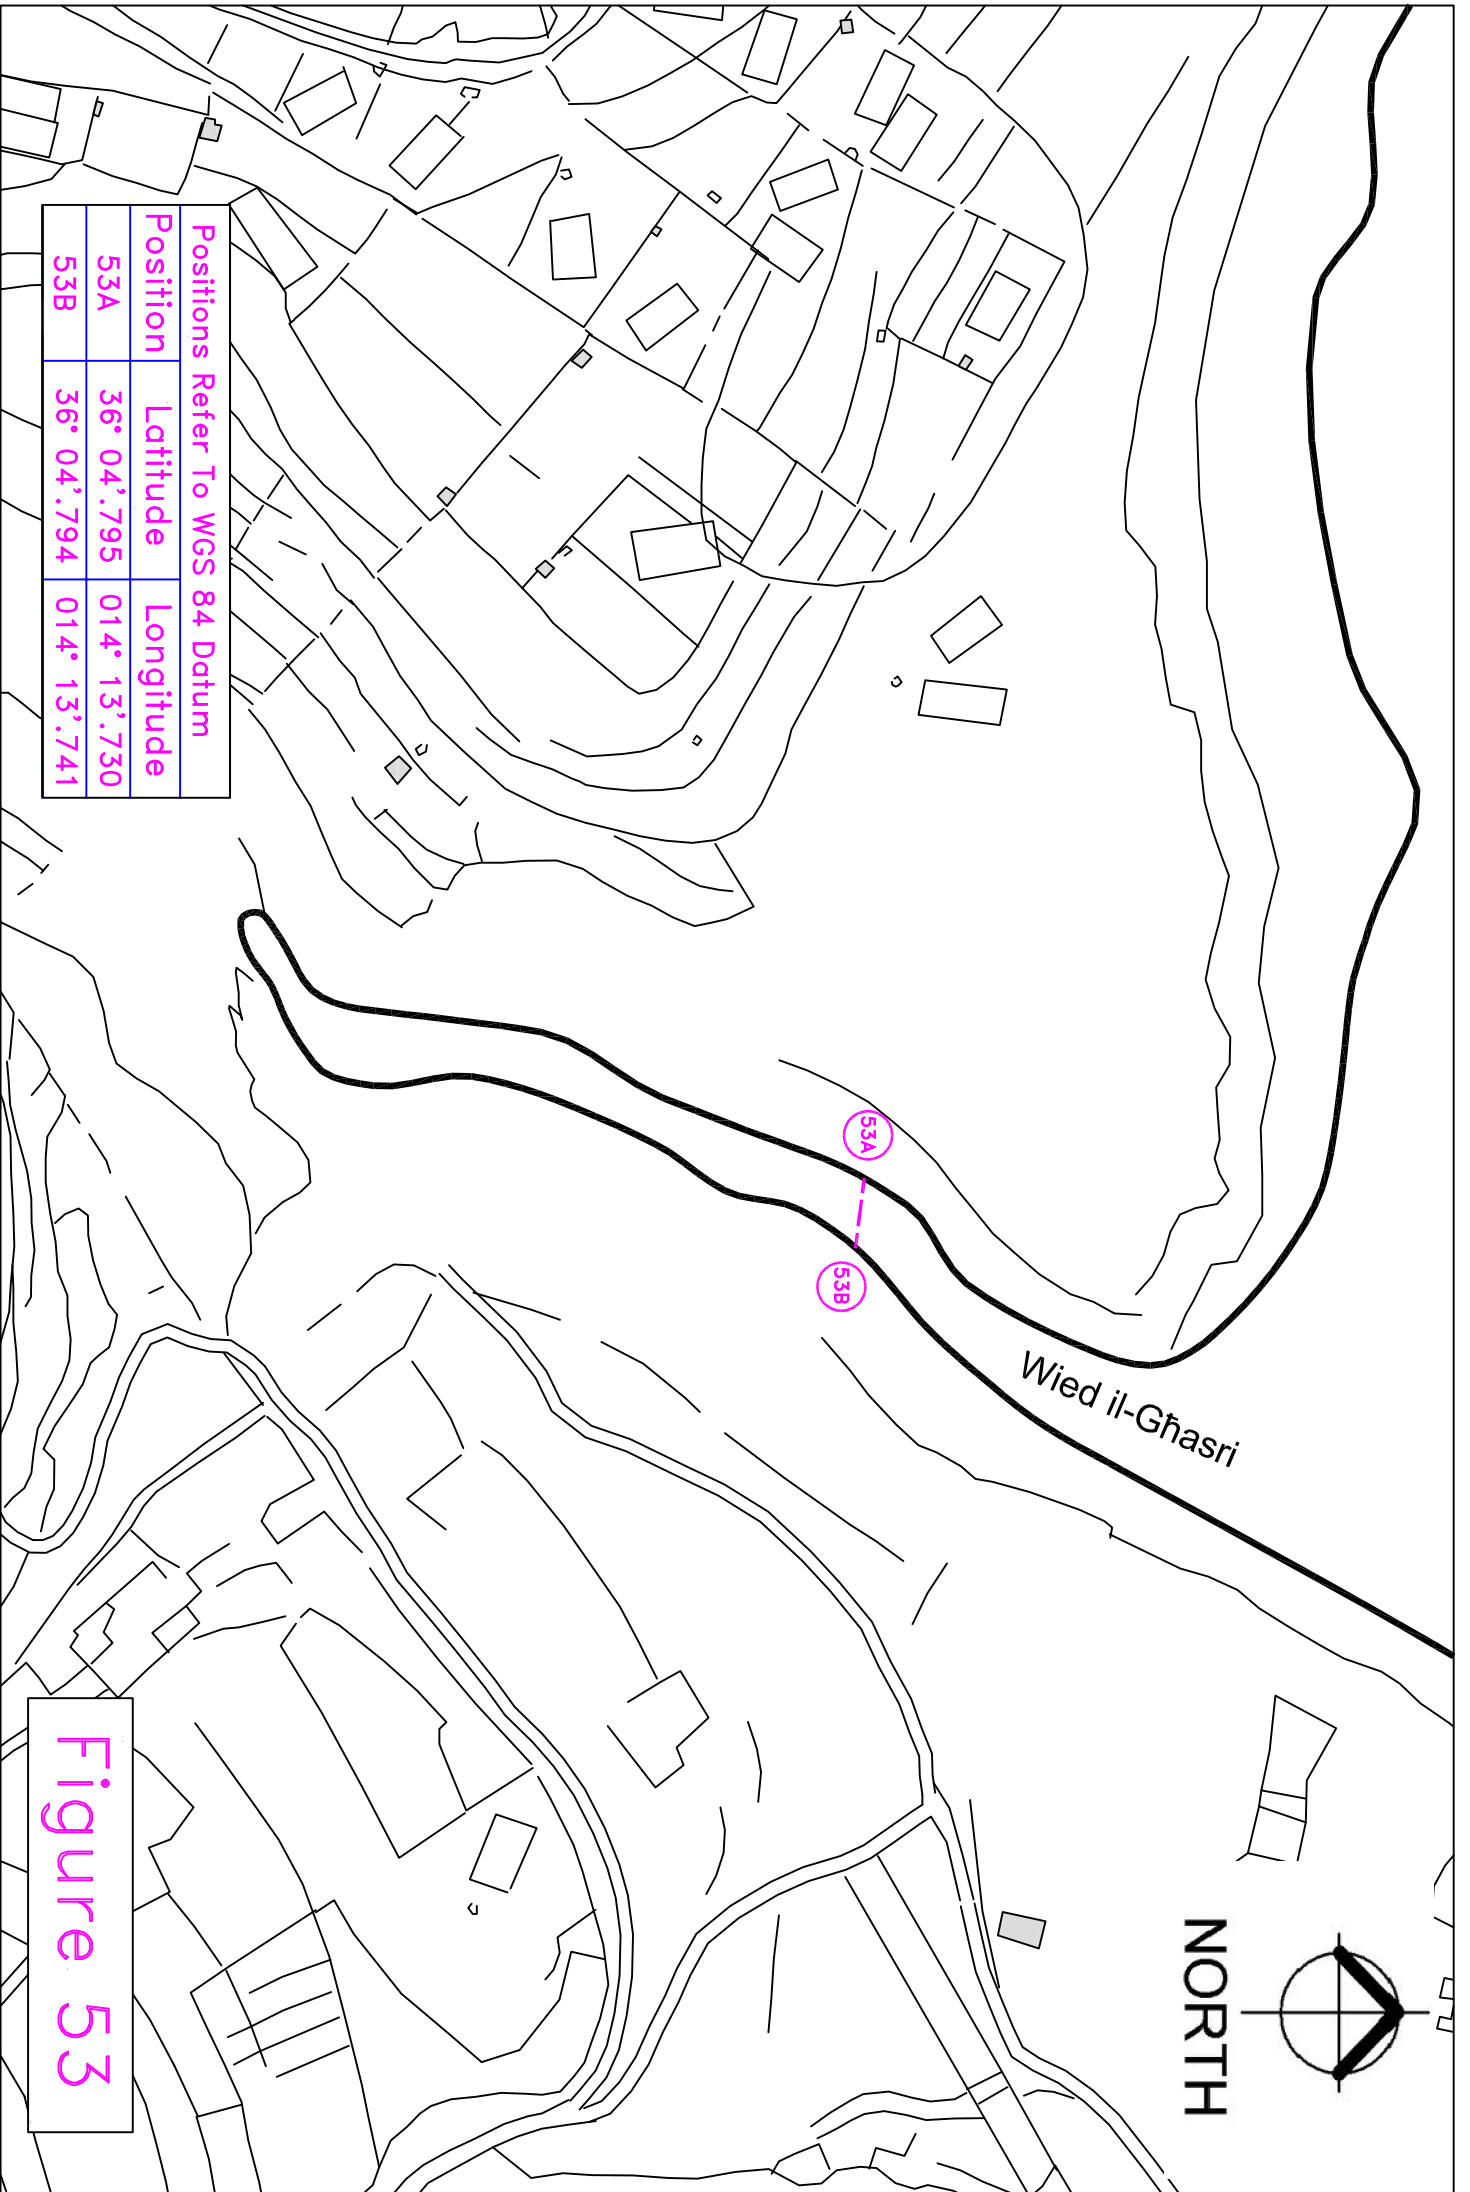 Positions Refer To WGS 84 Datum
Position Latitude Longitude
53A 36° 04'.795 014° 13'.730
53B 36° 04'.794 014° 13'.741
53A
53B
Wied il-Għasri
NORTH
Figure 53